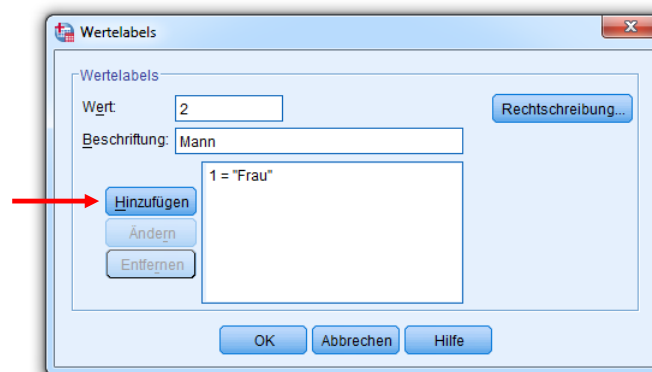 Wertelabels
Wertelabels
Wert: 2
Rechtschreibung...
Beschriftung: Mann
1 = "Frau"
Hinzufügen
Ändern
Entfernen
OK Abbrechen Hilfe